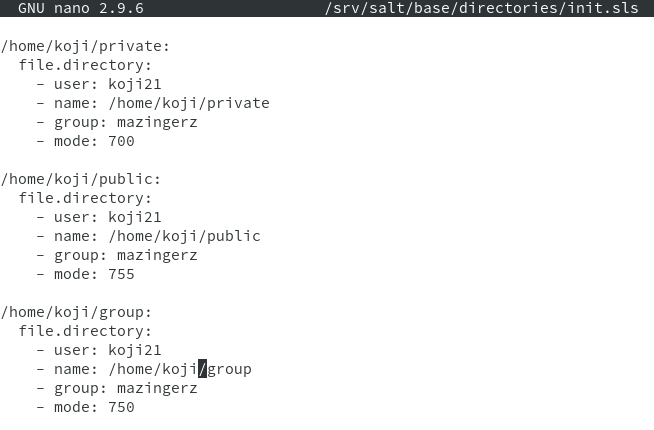 GNU nano 2.9.6 /srv/salt/base/directories/init.sls
/home/koji/private:
file.directory:
- user: koji21
- name: /home/koji/private
- group: mazingerz
- mode: 700
/home/koji/public:
file.directory:
- user: koji21
- name: /home/koji/public
- group: mazingerz
- mode: 755
/home/koji/group:
file.directory:
- user: koji21
- name: /home/koji/group
- group: mazingerz
- mode: 750